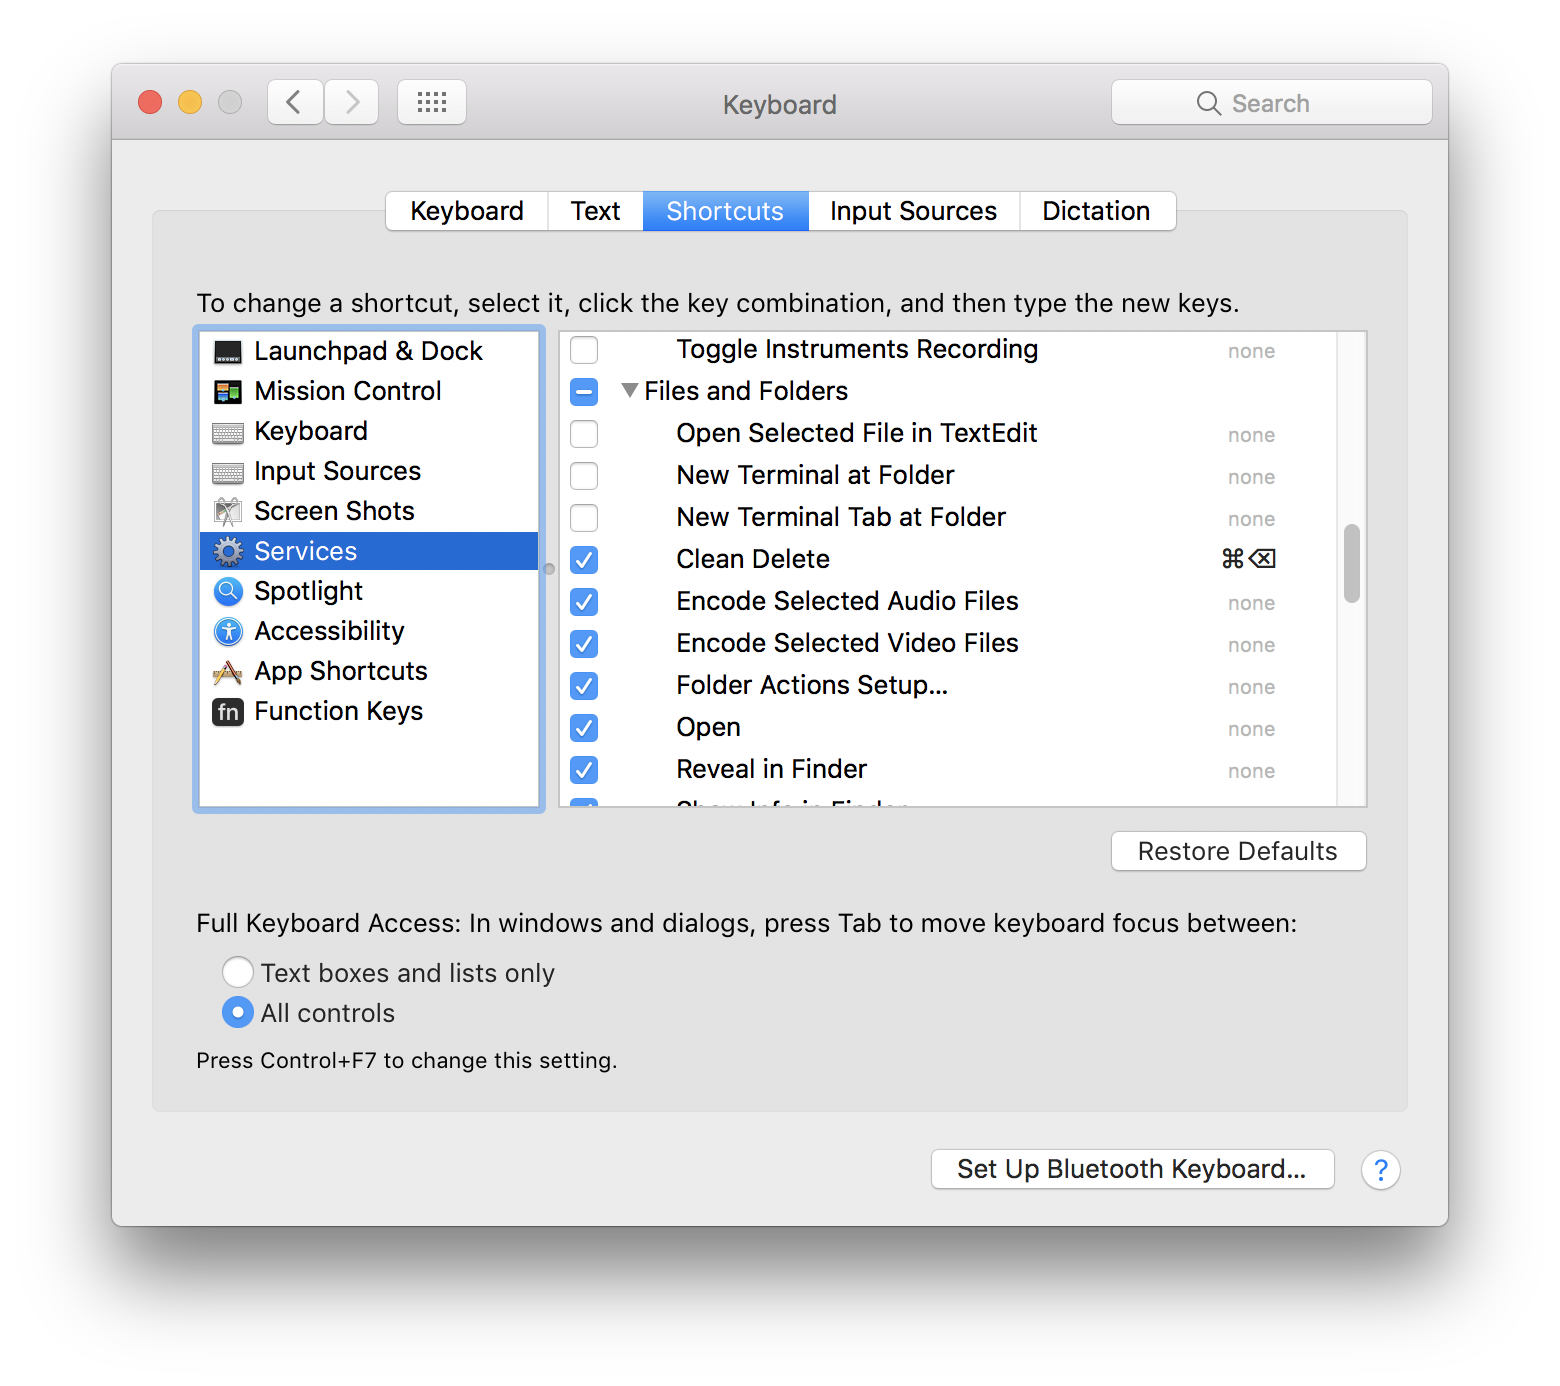 Keyboard
Search
Keyboard Text Shortcuts Input Sources Dictation
To change a shortcut, select it, click the key combination, and then type the new keys.
Launchpad & Dock
Mission Control
Keyboard
Input Sources
Screen Shots
Services
Spotlight
Accessibility
App Shortcuts
fn Function Keys
Toggle Instruments Recording none
Files and Folders
Open Selected File in TextEdit none
New Terminal at Folder none
New Terminal Tab at Folder none
Clean Delete ⌘⌫
Encode Selected Audio Files none
Encode Selected Video Files none
Folder Actions Setup... none
Open none
Reveal in Finder none
Show Info in Finder
Restore Defaults
Full Keyboard Access: In windows and dialogs, press Tab to move keyboard focus between:
Text boxes and lists only
All controls
Press Control+F7 to change this setting.
Set Up Bluetooth Keyboard... ?